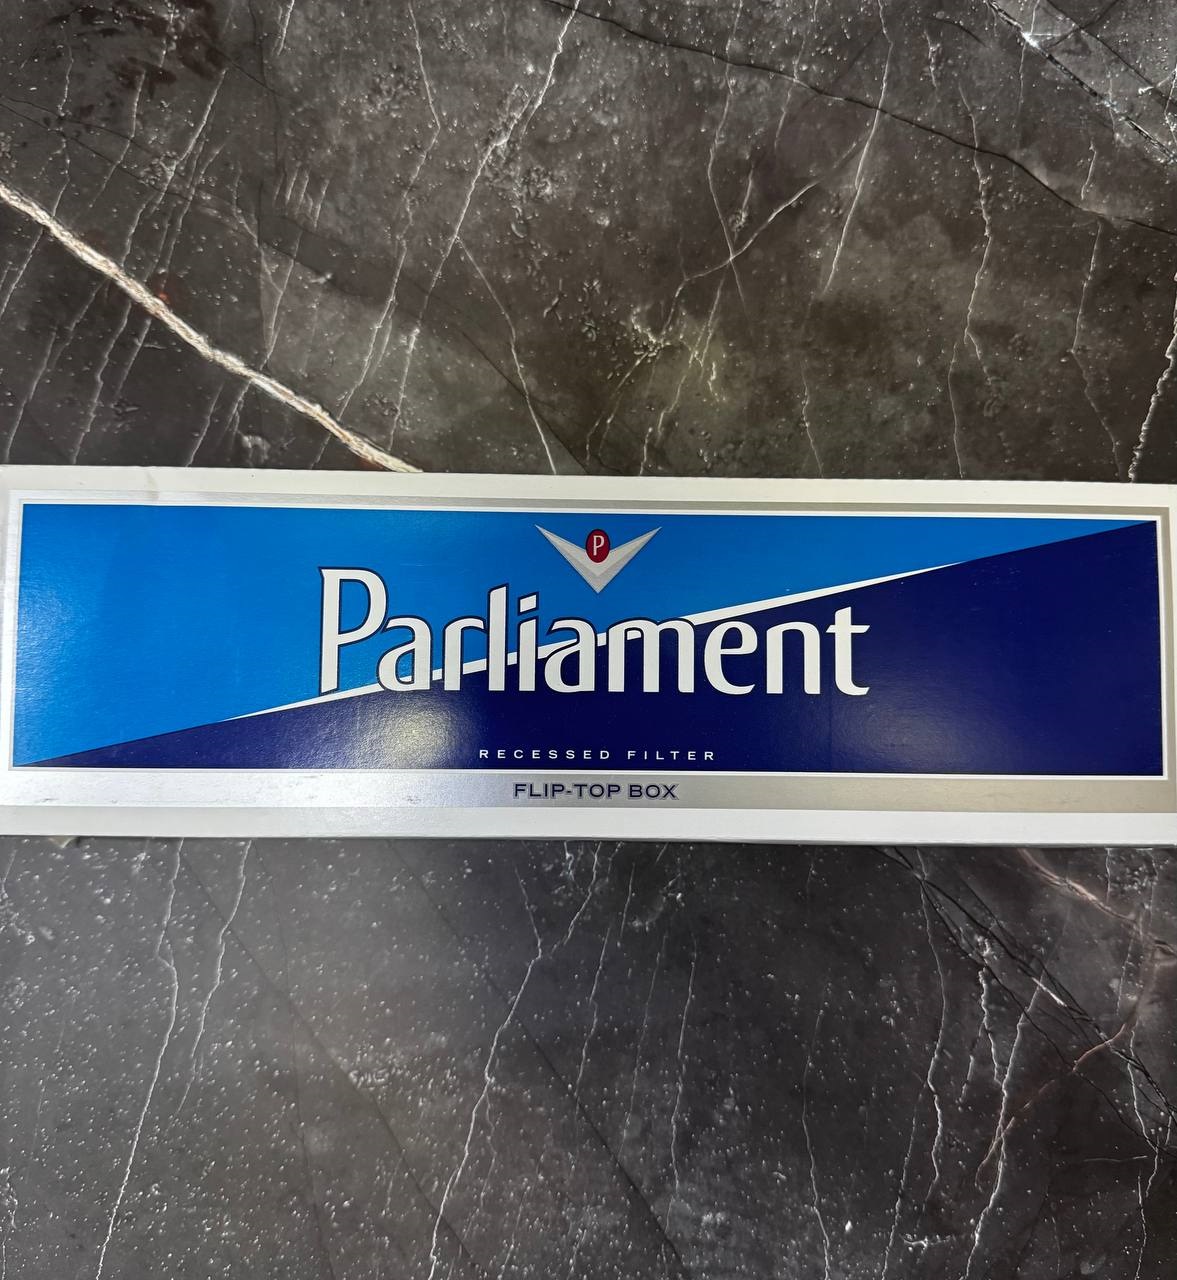 P
Parliament
RECESSED FILTER
FLIP-TOP BOX